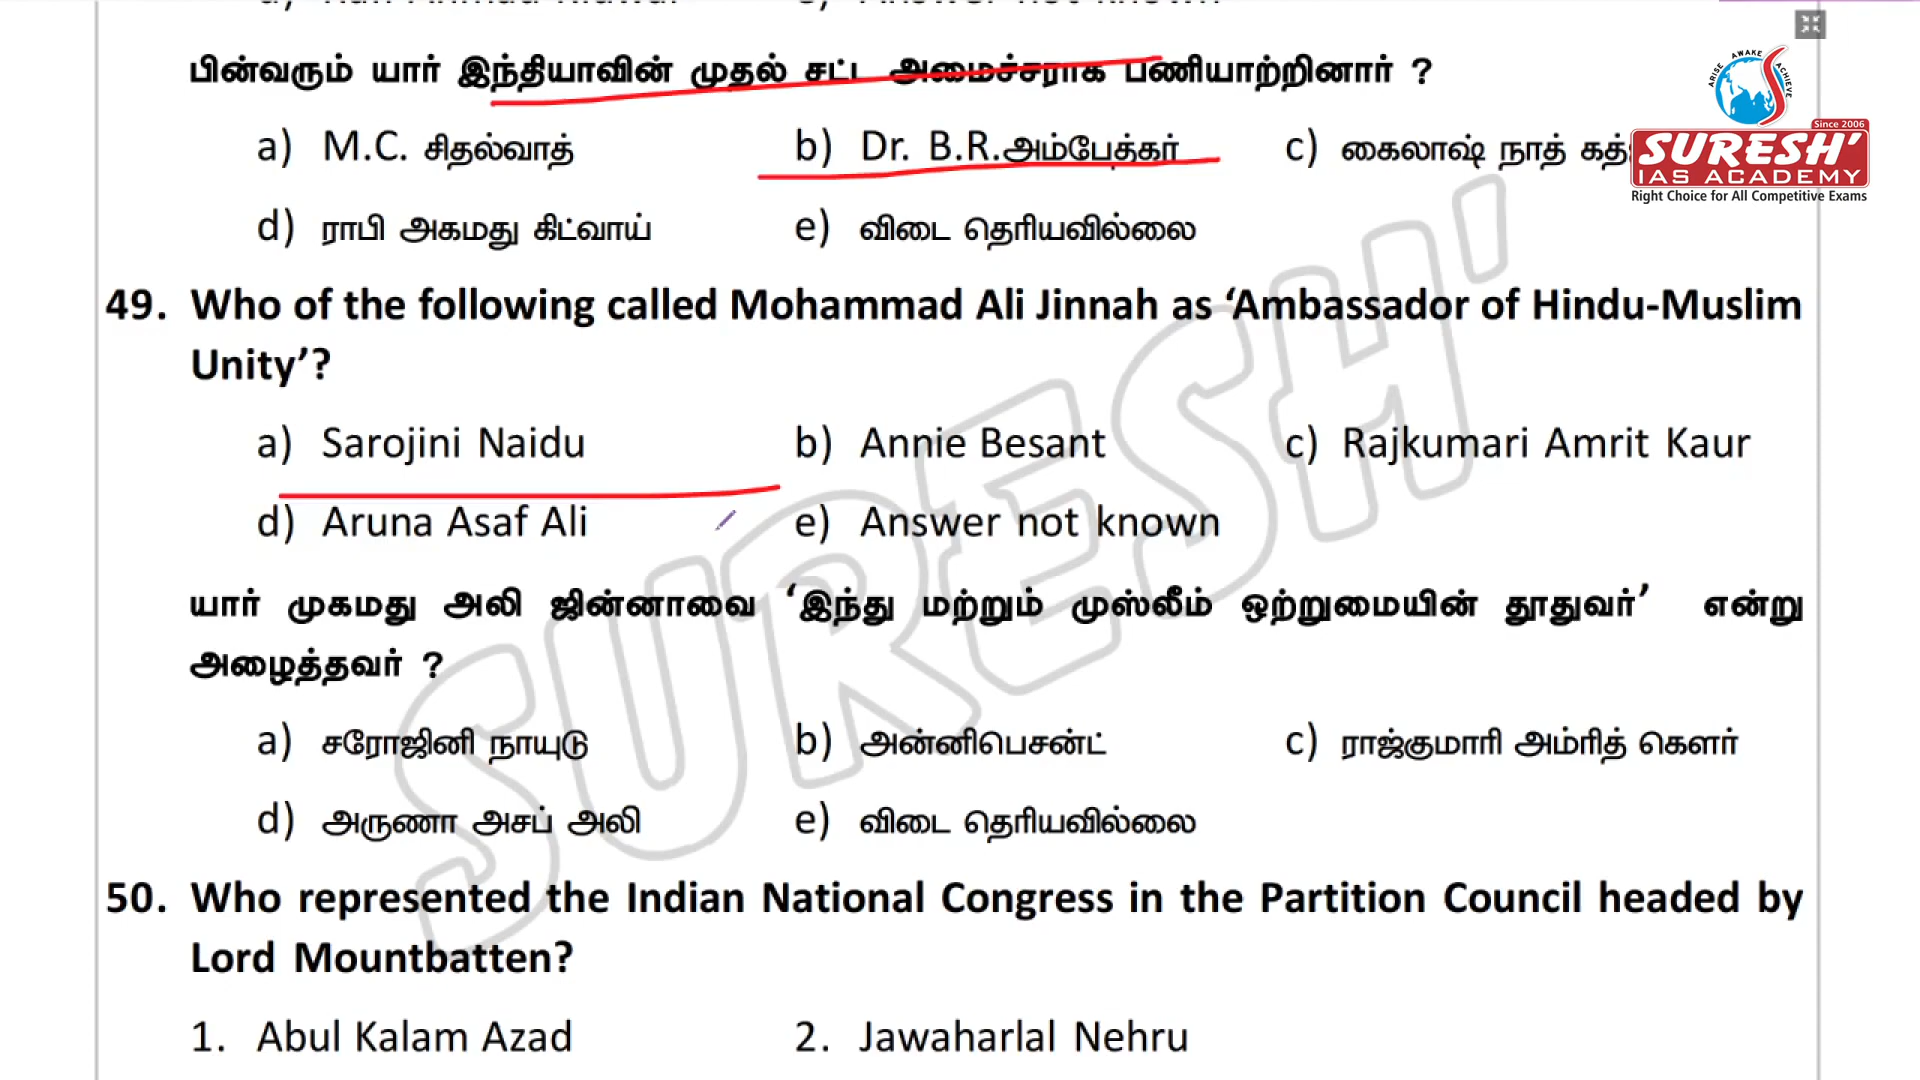 e) Answer not known
பின்வரும் யார் இந்தியாவின் முதல் சட்ட அமைச்சராக பணியாற்றினார் ?
a) M.C. சிதல்வாத் b) Dr. B.R.அம்பேத்கர் c) கைலாஷ் நாத்
d) ராபி அகமது கிட்வாய் e) விடை தெரியவில்லை
ARISE AWAKE ACHIEVE
Since 2006
SURESH'
IAS ACADEMY
Right Choice for All Competitive Exams
49. Who of the following called Mohammad Ali Jinnah as ‘Ambassador of Hindu-Muslim
Unity’?
a) Sarojini Naidu b) Annie Besant c) Rajkumari Amrit Kaur
d) Aruna Asaf Ali e) Answer not known
யார் முகமது அலி ஜின்னாவை ‘இந்து மற்றும் முஸ்லீம் ஒற்றுமையின் தூதுவர்’ என்று
அழைத்தவர் ?
a) சரோஜினி நாயுடு b) அன்னிபெசன்ட் c) ராஜ்குமாரி அம்ரித் கௌர்
d) அருணா அசப் அலி e) விடை தெரியவில்லை
50. Who represented the Indian National Congress in the Partition Council headed by
Lord Mountbatten?
1. Abul Kalam Azad 2. Jawaharlal Nehru
SURESH'